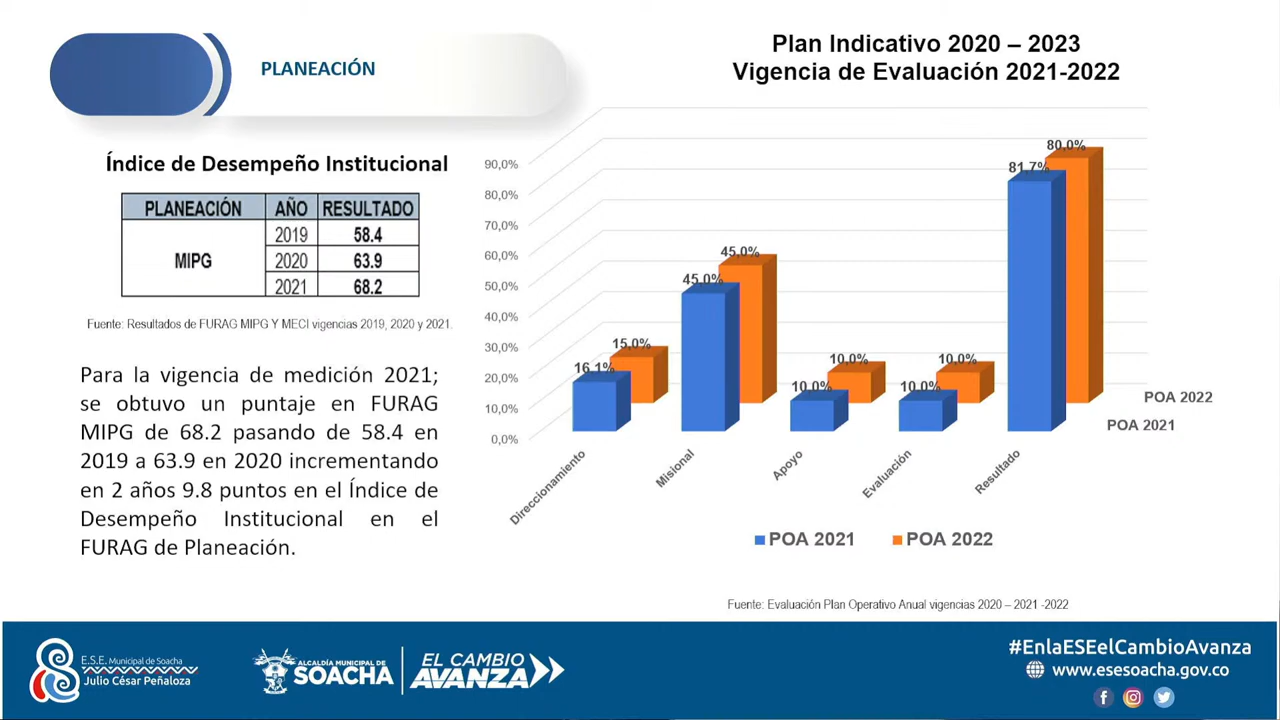 PLANEACIÓN
Índice de Desempeño Institucional
PLANEACIÓN AÑO RESULTADO
MIPG
2019 58.4
2020 63.9
2021 68.2
Fuente: Resultados de FURAG MIPG Y MECI vigencias 2019, 2020 y 2021.
Para la vigencia de medición 2021;
se obtuvo un puntaje en FURAG
MIPG de 68.2 pasando de 58.4 en
2019 a 63.9 en 2020 incrementando
en 2 años 9.8 puntos en el Índice de
Desempeño Institucional en el
FURAG de Planeación.
Plan Indicativo 2020 – 2023
Vigencia de Evaluación 2021-2022
90,0%
80,0%
70,0%
60,0%
50,0%
40,0%
30,0%
20,0%
10,0%
0,0%
16,1%
15,0%
45,0%
45,0%
10,0%
10,0%
10,0%
10,0%
81,7%
80,0%
POA 2022
POA 2021
Direccionamiento
Misional
Apoyo
Evaluación
Resultado
POA 2021 POA 2022
Fuente: Evaluación Plan Operativo Anual vigencias 2020 – 2021 -2022
E.S.E. Municipal de Soacha
Julio César Peñaloza
ALCALDÍA MUNICIPAL DE
SOACHA
EL CAMBIO
AVANZA
#EnlaESEelCambioAvanza
www.esesoacha.gov.co